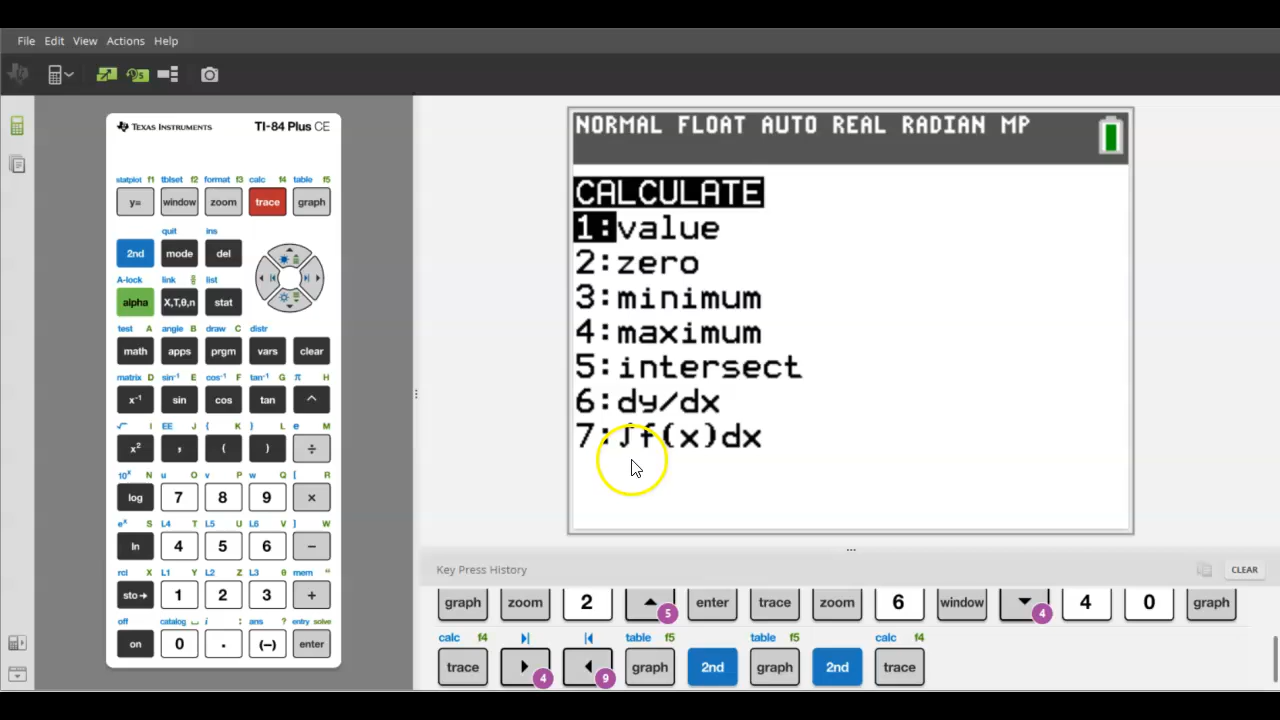 File Edit View Actions Help
TEXAS INSTRUMENTS TI-84 Plus CE
statplot f1 tblset f2 format f3 calc f4 table f5
y= window zoom trace graph
quit ins
2nd mode del
A-lock link list
alpha X,T,θ,n stat
test A angle B draw C distr
math apps prgm vars clear
matrix D sin⁻¹ E cos⁻¹ F tan⁻¹ G π H
x⁻¹ sin cos tan ^
√ I EE J { K } L e M
x² , ( ) ÷
10ˣ N u O v P w Q [ R
log 7 8 9 ×
eˣ S L4 T L5 U L6 V ] W
ln 4 5 6 −
rcl X L1 Y L2 Z L3 θ mem "
sto→ 1 2 3 +
off catalog i : ans ? entry solve
on 0 . (−) enter
NORMAL FLOAT AUTO REAL RADIAN MP
CALCULATE
1:value
2:zero
3:minimum
4:maximum
5:intersect
6:dy/dx
7:∫f(x)dx
Key Press History CLEAR
graph zoom 2 5 enter trace zoom 6 window 4 4 0 graph
calc f4 table f5 table f5 calc f4
trace 4 9 graph 2nd graph 2nd trace